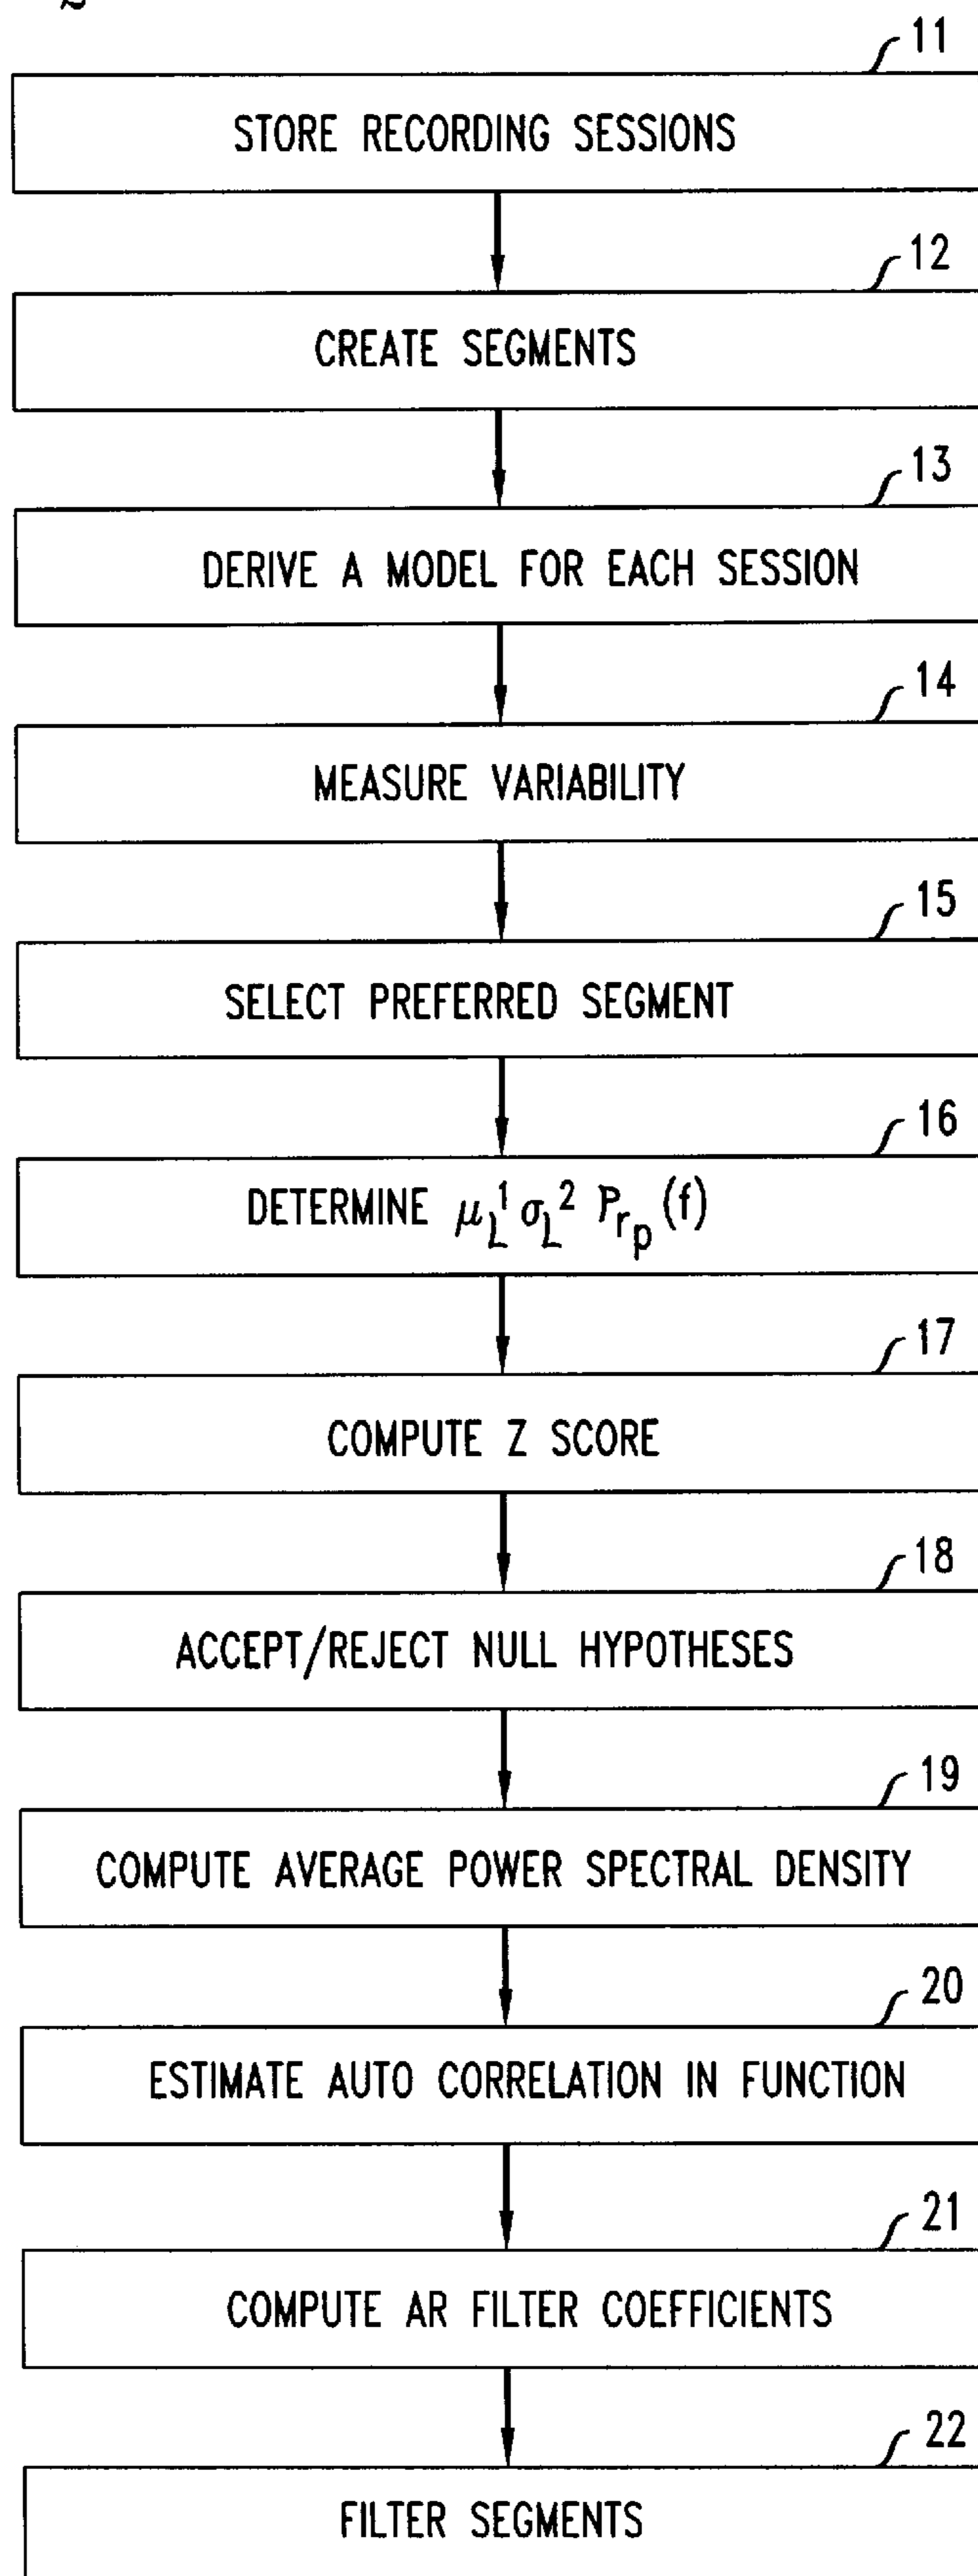 11
STORE RECORDING SESSIONS
12
CREATE SEGMENTS
13
DERIVE A MODEL FOR EACH SESSION
14
MEASURE VARIABILITY
15
SELECT PREFERRED SEGMENT
16
DETERMINE μL1 σL2 Prp(f)
17
COMPUTE Z SCORE
18
ACCEPT/REJECT NULL HYPOTHESES
19
COMPUTE AVERAGE POWER SPECTRAL DENSITY
20
ESTIMATE AUTO CORRELATION IN FUNCTION
21
COMPUTE AR FILTER COEFFICIENTS
22
FILTER SEGMENTS